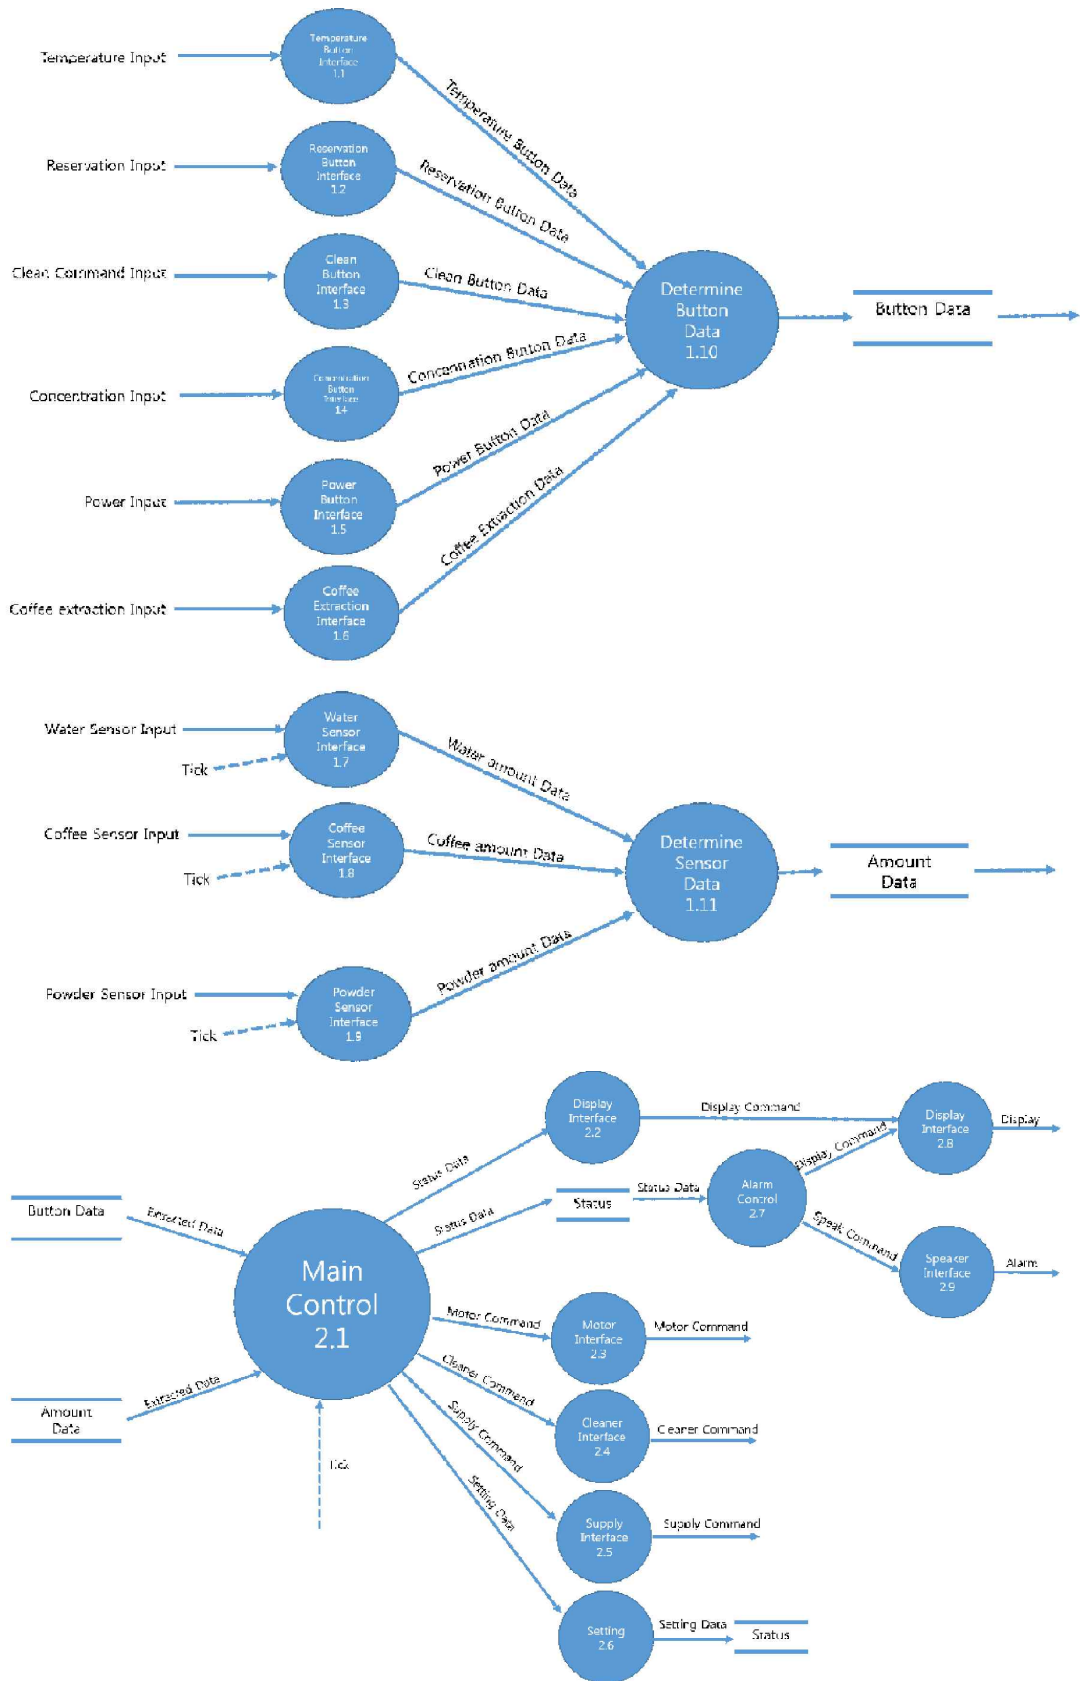 Temperature Input
Temperature
Button
Interface
1.1
Temperature Button Data
Reservation Input
Reservation
Button
Interface
1.2
Reservation Button Data
Clean Command Input
Clean
Button
Interface
1.3
Clean Button Data
Determine
Button
Data
1.10
Button Data
Concentration Input
Concentration
Button
Interface
1.4
Concennation Button Data
Power Input
Power
Button
Interface
1.5
Power Button Data
Coffee extraction Input
Coffee
Extraction
Interface
1.6
Coffee Extraction Data
Water Sensor Input
Tick
Water
Sensor
Interface
1.7
Water amount Data
Coffee Sensor Input
Tick
Coffee
Sensor
Interface
1.8
Coffee amount Data
Determine
Sensor
Data
1.11
Amount
Data
Powder Sensor Input
Tick
Powder
Sensor
Interface
1.9
Powder amount Data
Button Data
Extracted Data
Amount
Data
Extracted Data
Tick
Main
Control
2.1
Status Data
Display
Interface
2.2
Display Command
Display
Interface
2.8
Display
Status Data
Status
Status Data
Alarm
Control
2.7
Display Command
Speak Command
Speaker
Interface
2.9
Alarm
Motor Command
Motor
Interface
2.3
Motor Command
Cleaner Command
Cleaner
Interface
2.4
Cleaner Command
Supply Command
Supply
Interface
2.5
Supply Command
Setting Data
Setting
2.6
Setting Data
Status